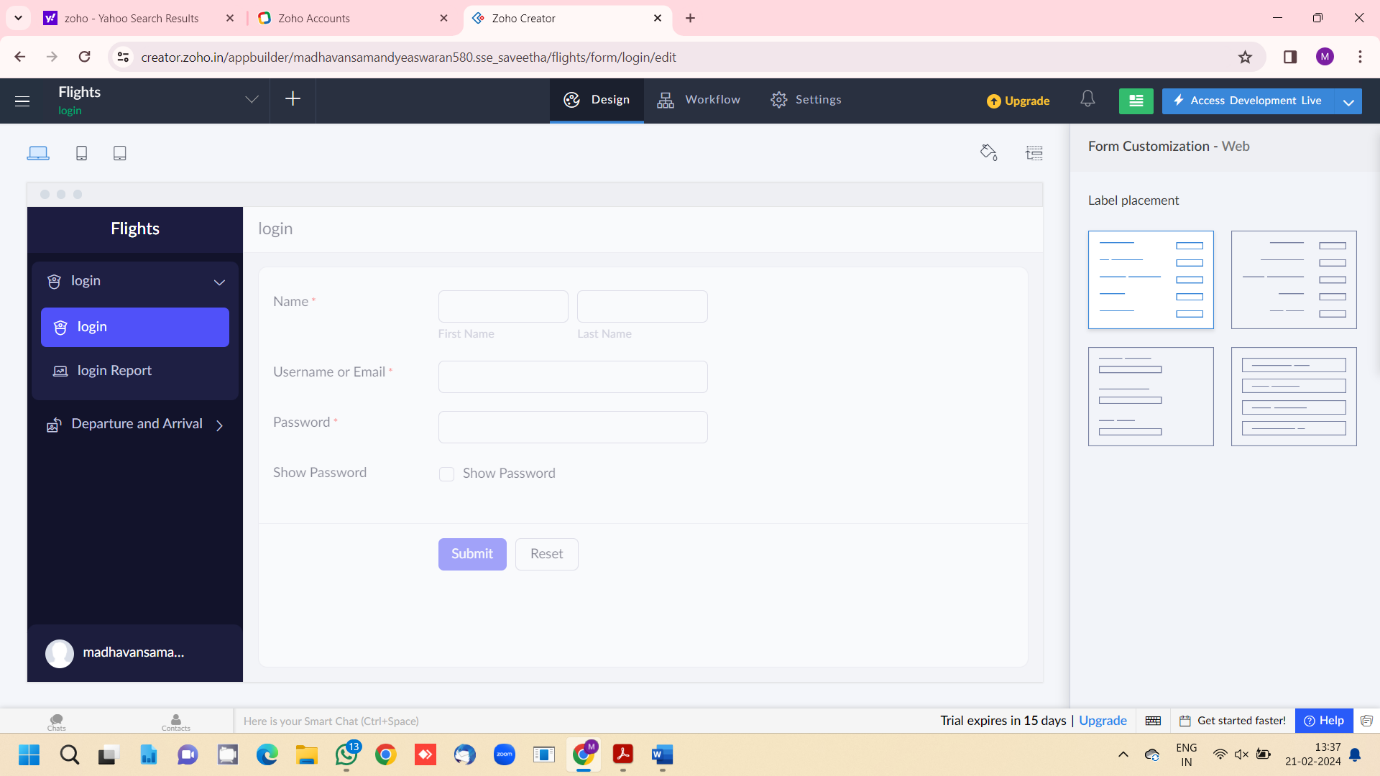 zoho - Yahoo Search Results
Zoho Accounts
Zoho Creator
creator.zoho.in/appbuilder/madhavansamandyeaswaran580.sse_saveetha/flights/form/login/edit
M
Flights
login
Design
Workflow
Settings
Upgrade
Access Development Live
Form Customization - Web
Label placement
Flights
login
login
login Report
Departure and Arrival
madhavansama...
login
Name *
First Name
Last Name
Username or Email *
Password *
Show Password
Show Password
Submit
Reset
Chats
Contacts
Here is your Smart Chat (Ctrl+Space)
Trial expires in 15 days | Upgrade
Get started faster!
Help
13
zoom
M
ENG
IN
13:37
21-02-2024